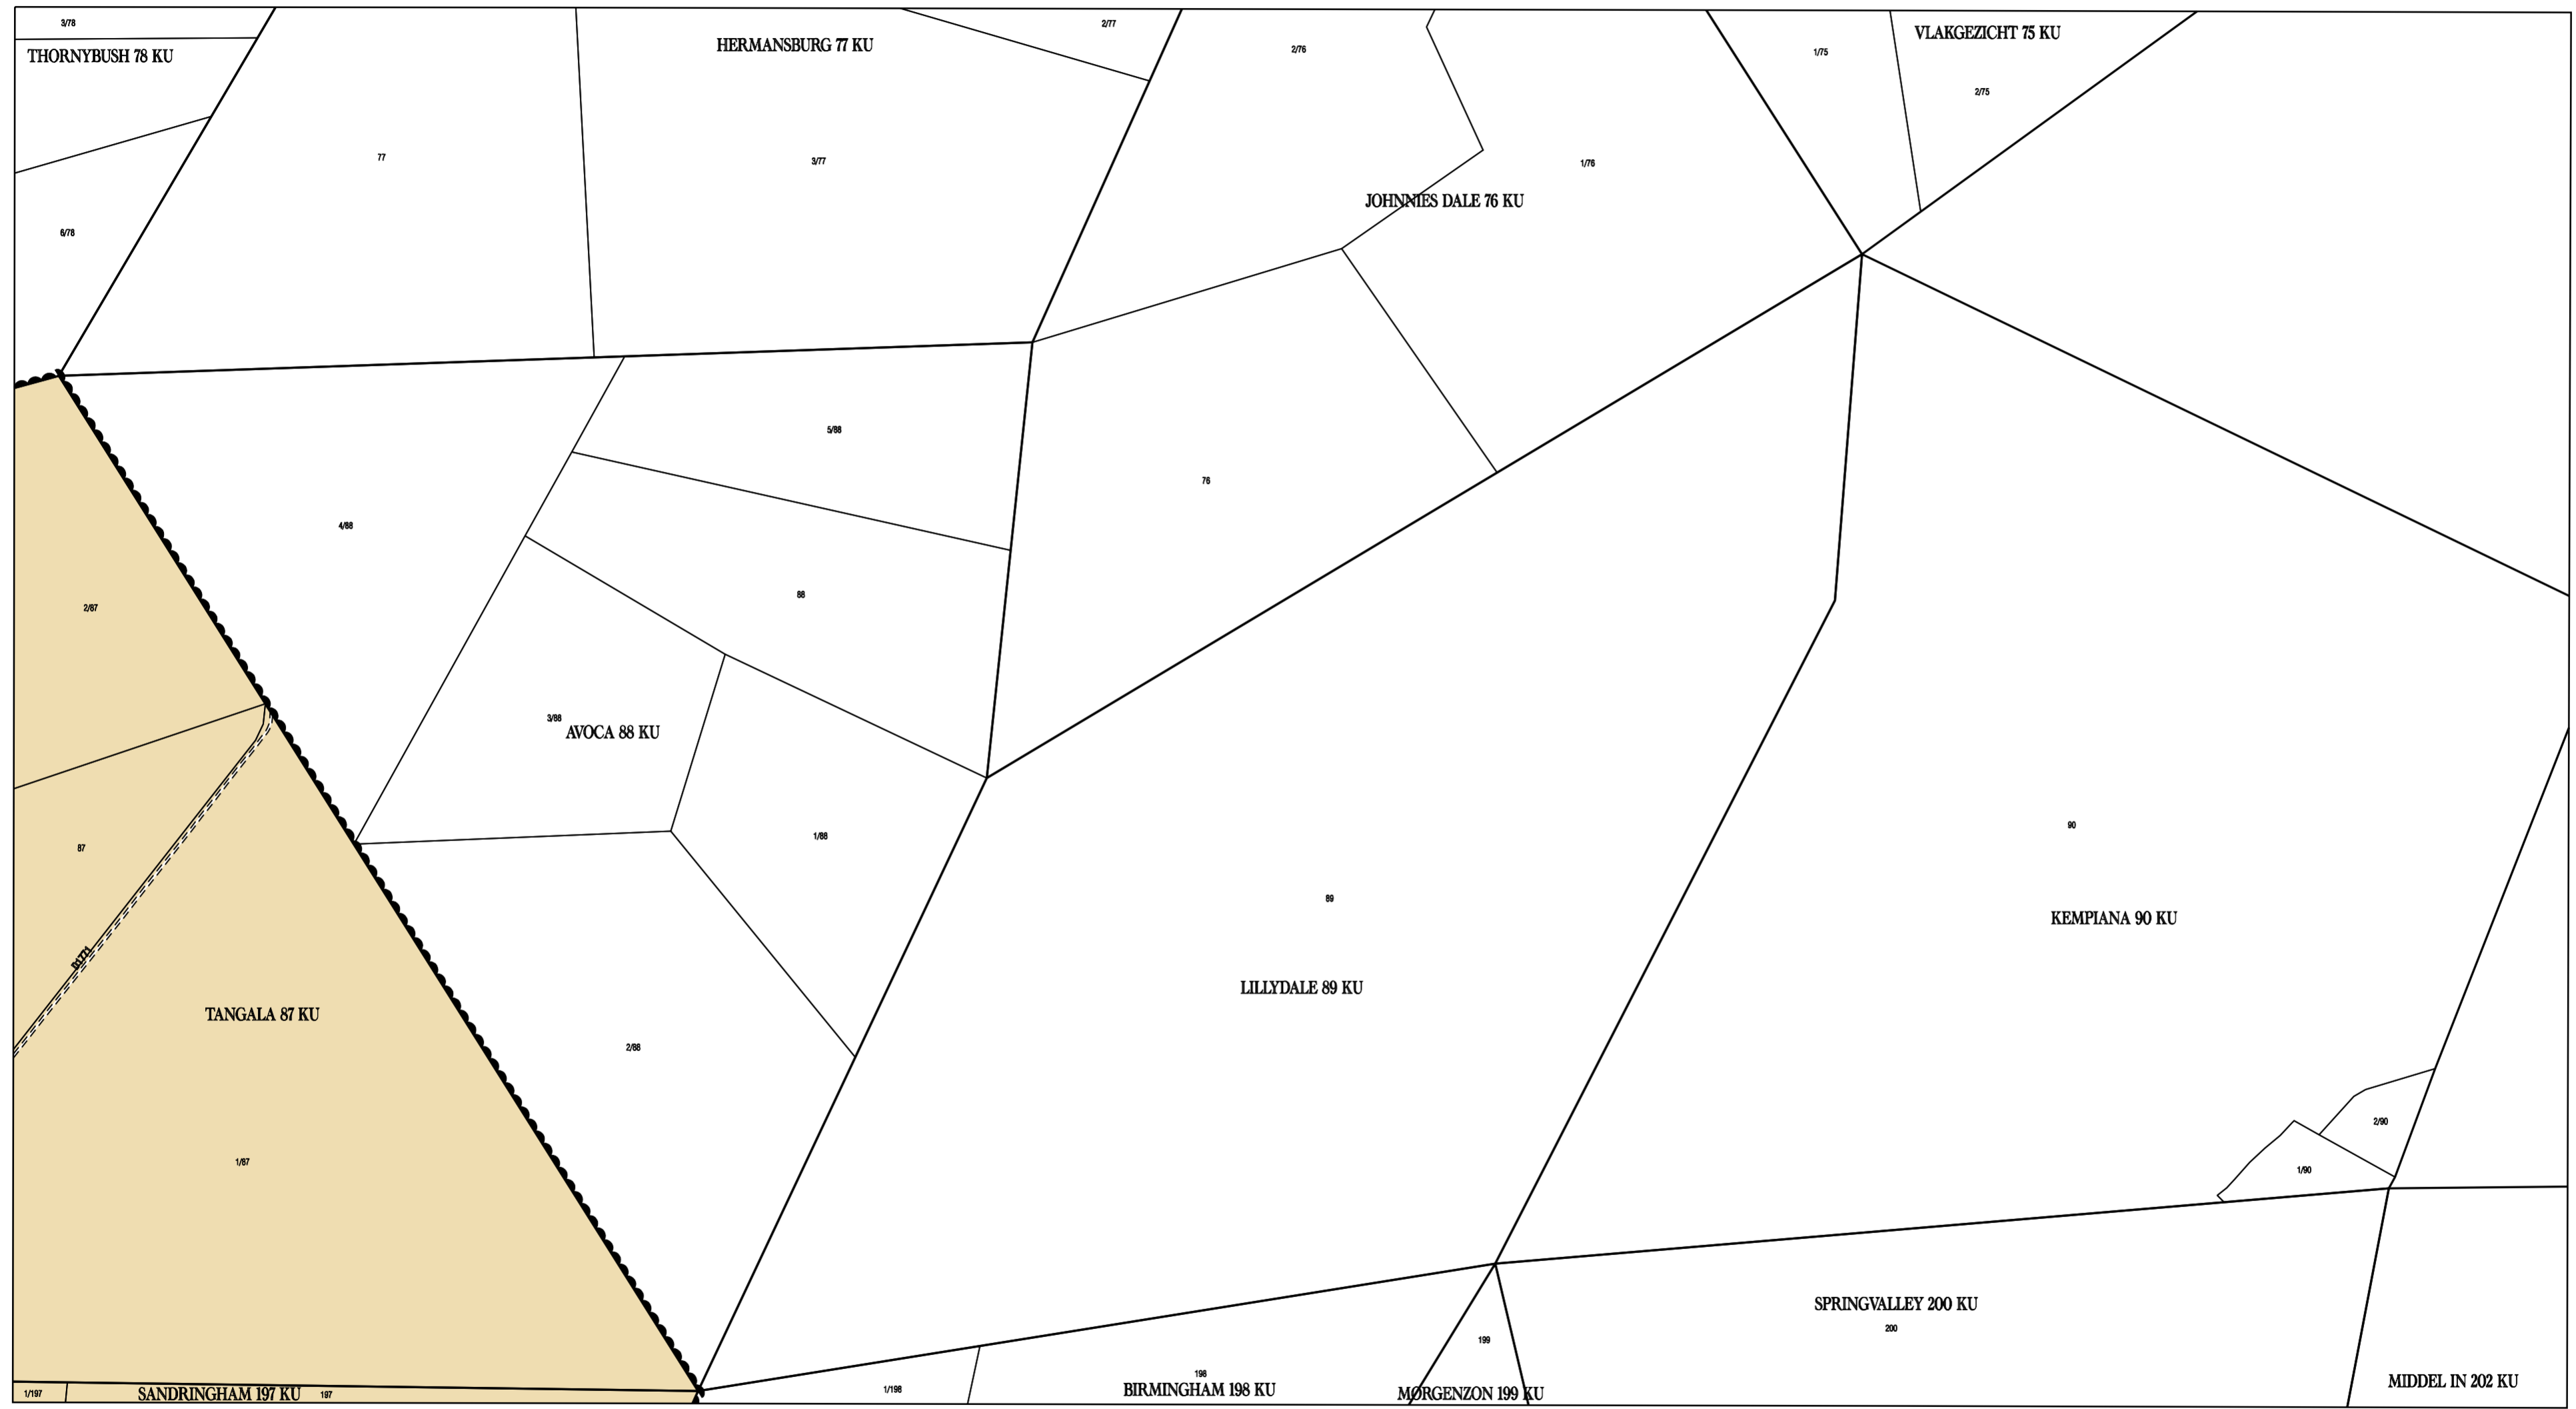 3/78
THORNYBUSH 78 KU
6/78
77
HERMANSBURG 77 KU
2/77
3/77
2/76
1/76
JOHNNIES DALE 76 KU
1/75
VLAKGEZICHT 75 KU
2/75
5/88
4/88
76
88
2/87
3/88
AVOCA 88 KU
1/88
87
89
90
KEMPIANA 90 KU
D1771
LILLYDALE 89 KU
TANGALA 87 KU
2/88
2/90
1/87
1/90
SPRINGVALLEY 200 KU
200
199
198
MIDDEL IN 202 KU
1/197
SANDRINGHAM 197 KU
197
1/198
BIRMINGHAM 198 KU
MORGENZON 199 KU